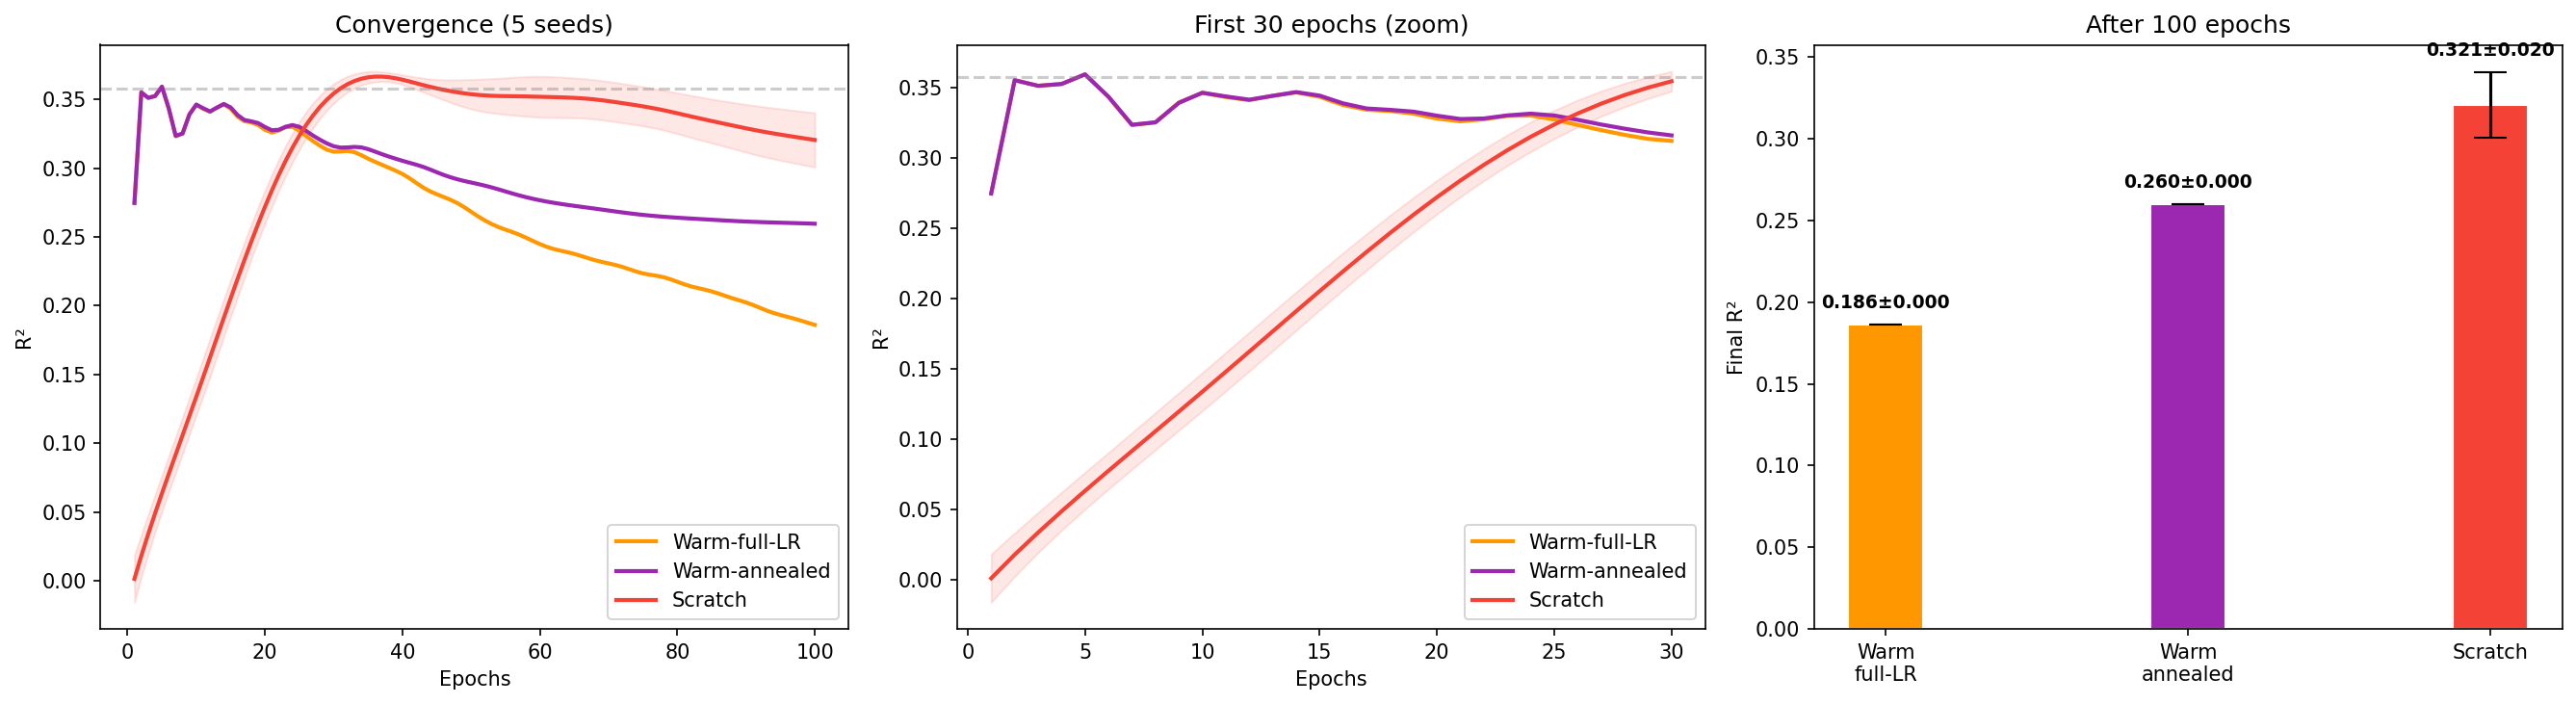 Convergence (5 seeds)
R²
0.35
0.30
0.25
0.20
0.15
0.10
0.05
0.00
0 20 40 60 80 100
Epochs
Warm-full-LR
Warm-annealed
Scratch
First 30 epochs (zoom)
R²
0.35
0.30
0.25
0.20
0.15
0.10
0.05
0.00
0 5 10 15 20 25 30
Epochs
Warm-full-LR
Warm-annealed
Scratch
After 100 epochs
Final R²
0.35
0.30
0.25
0.20
0.15
0.10
0.05
0.00
0.186±0.000
0.260±0.000
0.321±0.020
Warm
full-LR
Warm
annealed
Scratch